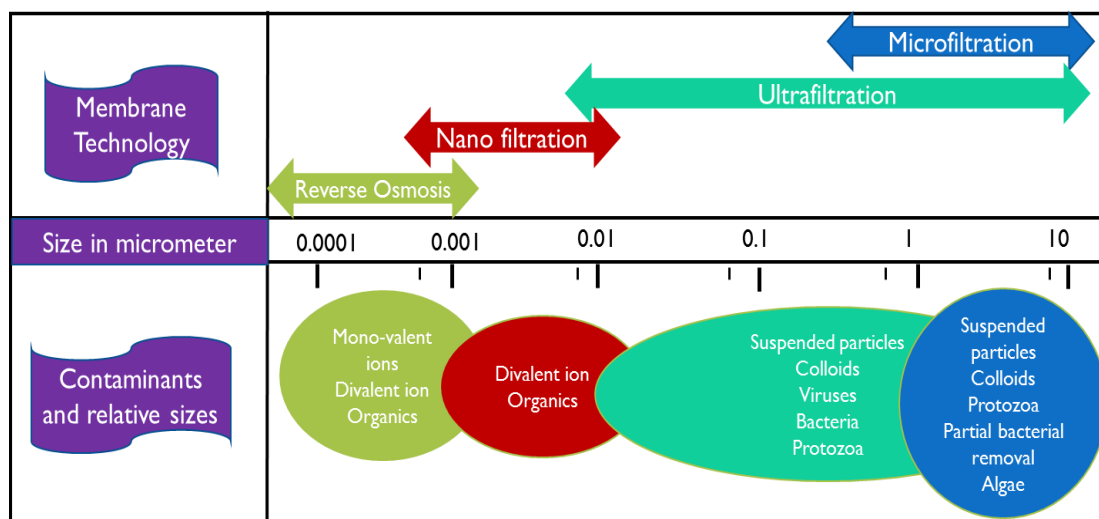 Microfiltration
Ultrafiltration
Membrane
Technology
Nano filtration
Reverse Osmosis
Size in micrometer
0.0001
0.001
0.01
0.1
1
10
Contaminants
and relative sizes
Mono-valent
ions
Divalent ion
Organics
Divalent ion
Organics
Suspended particles
Colloids
Viruses
Bacteria
Protozoa
Suspended
particles
Colloids
Protozoa
Partial bacterial
removal
Algae